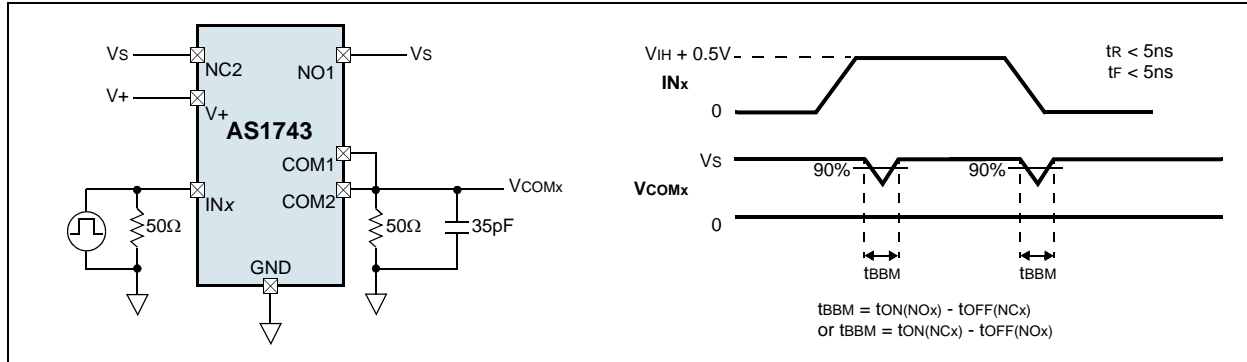 Vs
NC2
NO1
Vs
V+
V+
AS1743
COM1
COM2
VCOMx
INx
50Ω
50Ω
35pF
GND
VIH + 0.5V
INx
0
tR < 5ns
tF < 5ns
Vs
90%
90%
VCOMx
0
tBBM
tBBM
tBBM = tON(NOx) - tOFF(NCx)
or tBBM = tON(NCx) - tOFF(NOx)